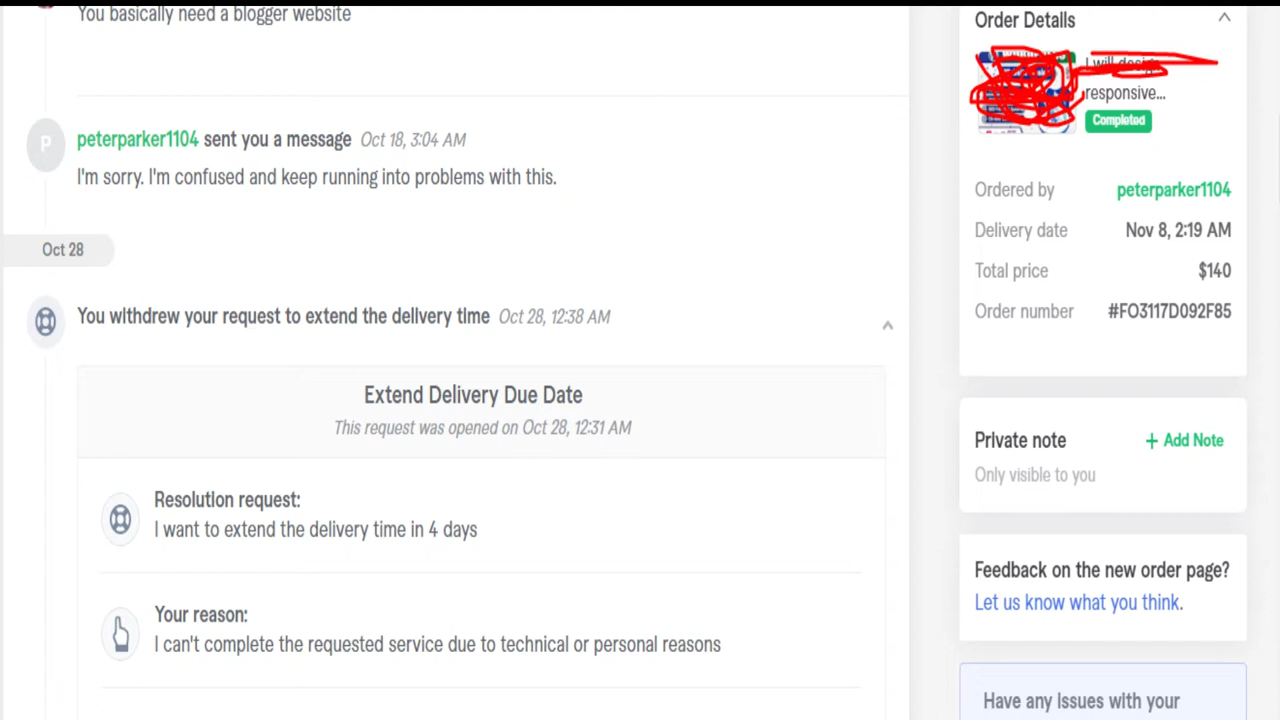 You basically need a blogger website
P
peterparker1104 sent you a message Oct 18, 3:04 AM
I'm sorry. I'm confused and keep running into problems with this.
Oct 28
You withdrew your request to extend the delivery time Oct 28, 12:38 AM
Extend Delivery Due Date
This request was opened on Oct 28, 12:31 AM
Resolution request:
I want to extend the delivery time in 4 days
Your reason:
I can't complete the requested service due to technical or personal reasons
Order Details
I will design
responsive...
Completed
Ordered by peterparker1104
Delivery date Nov 8, 2:19 AM
Total price $140
Order number #FO3117D092F85
Private note + Add Note
Only visible to you
Feedback on the new order page?
Let us know what you think.
Have any issues with your